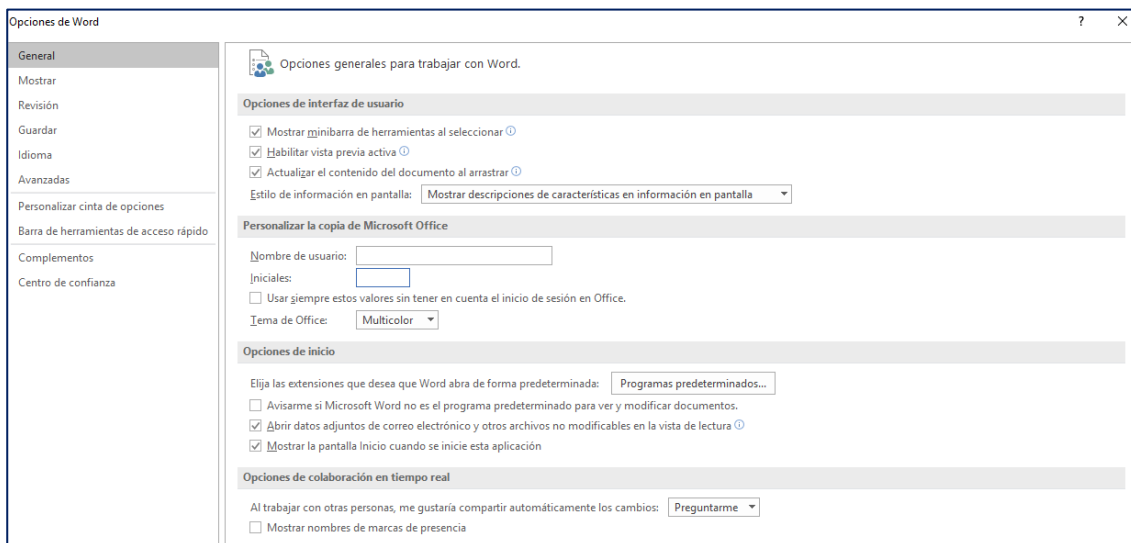 Opciones de Word
?
General
Mostrar
Revisión
Guardar
Idioma
Avanzadas
Personalizar cinta de opciones
Barra de herramientas de acceso rápido
Complementos
Centro de confianza
Opciones generales para trabajar con Word.
Opciones de interfaz de usuario
Mostrar minibarra de herramientas al seleccionar
Habilitar vista previa activa
Actualizar el contenido del documento al arrastrar
Estilo de información en pantalla: Mostrar descripciones de características en información en pantalla
Personalizar la copia de Microsoft Office
Nombre de usuario:
Iniciales:
Usar siempre estos valores sin tener en cuenta el inicio de sesión en Office.
Tema de Office: Multicolor
Opciones de inicio
Elija las extensiones que desea que Word abra de forma predeterminada: Programas predeterminados...
Avisarme si Microsoft Word no es el programa predeterminado para ver y modificar documentos.
Abrir datos adjuntos de correo electrónico y otros archivos no modificables en la vista de lectura
Mostrar la pantalla Inicio cuando se inicie esta aplicación
Opciones de colaboración en tiempo real
Al trabajar con otras personas, me gustaría compartir automáticamente los cambios: Preguntarme
Mostrar nombres de marcas de presencia